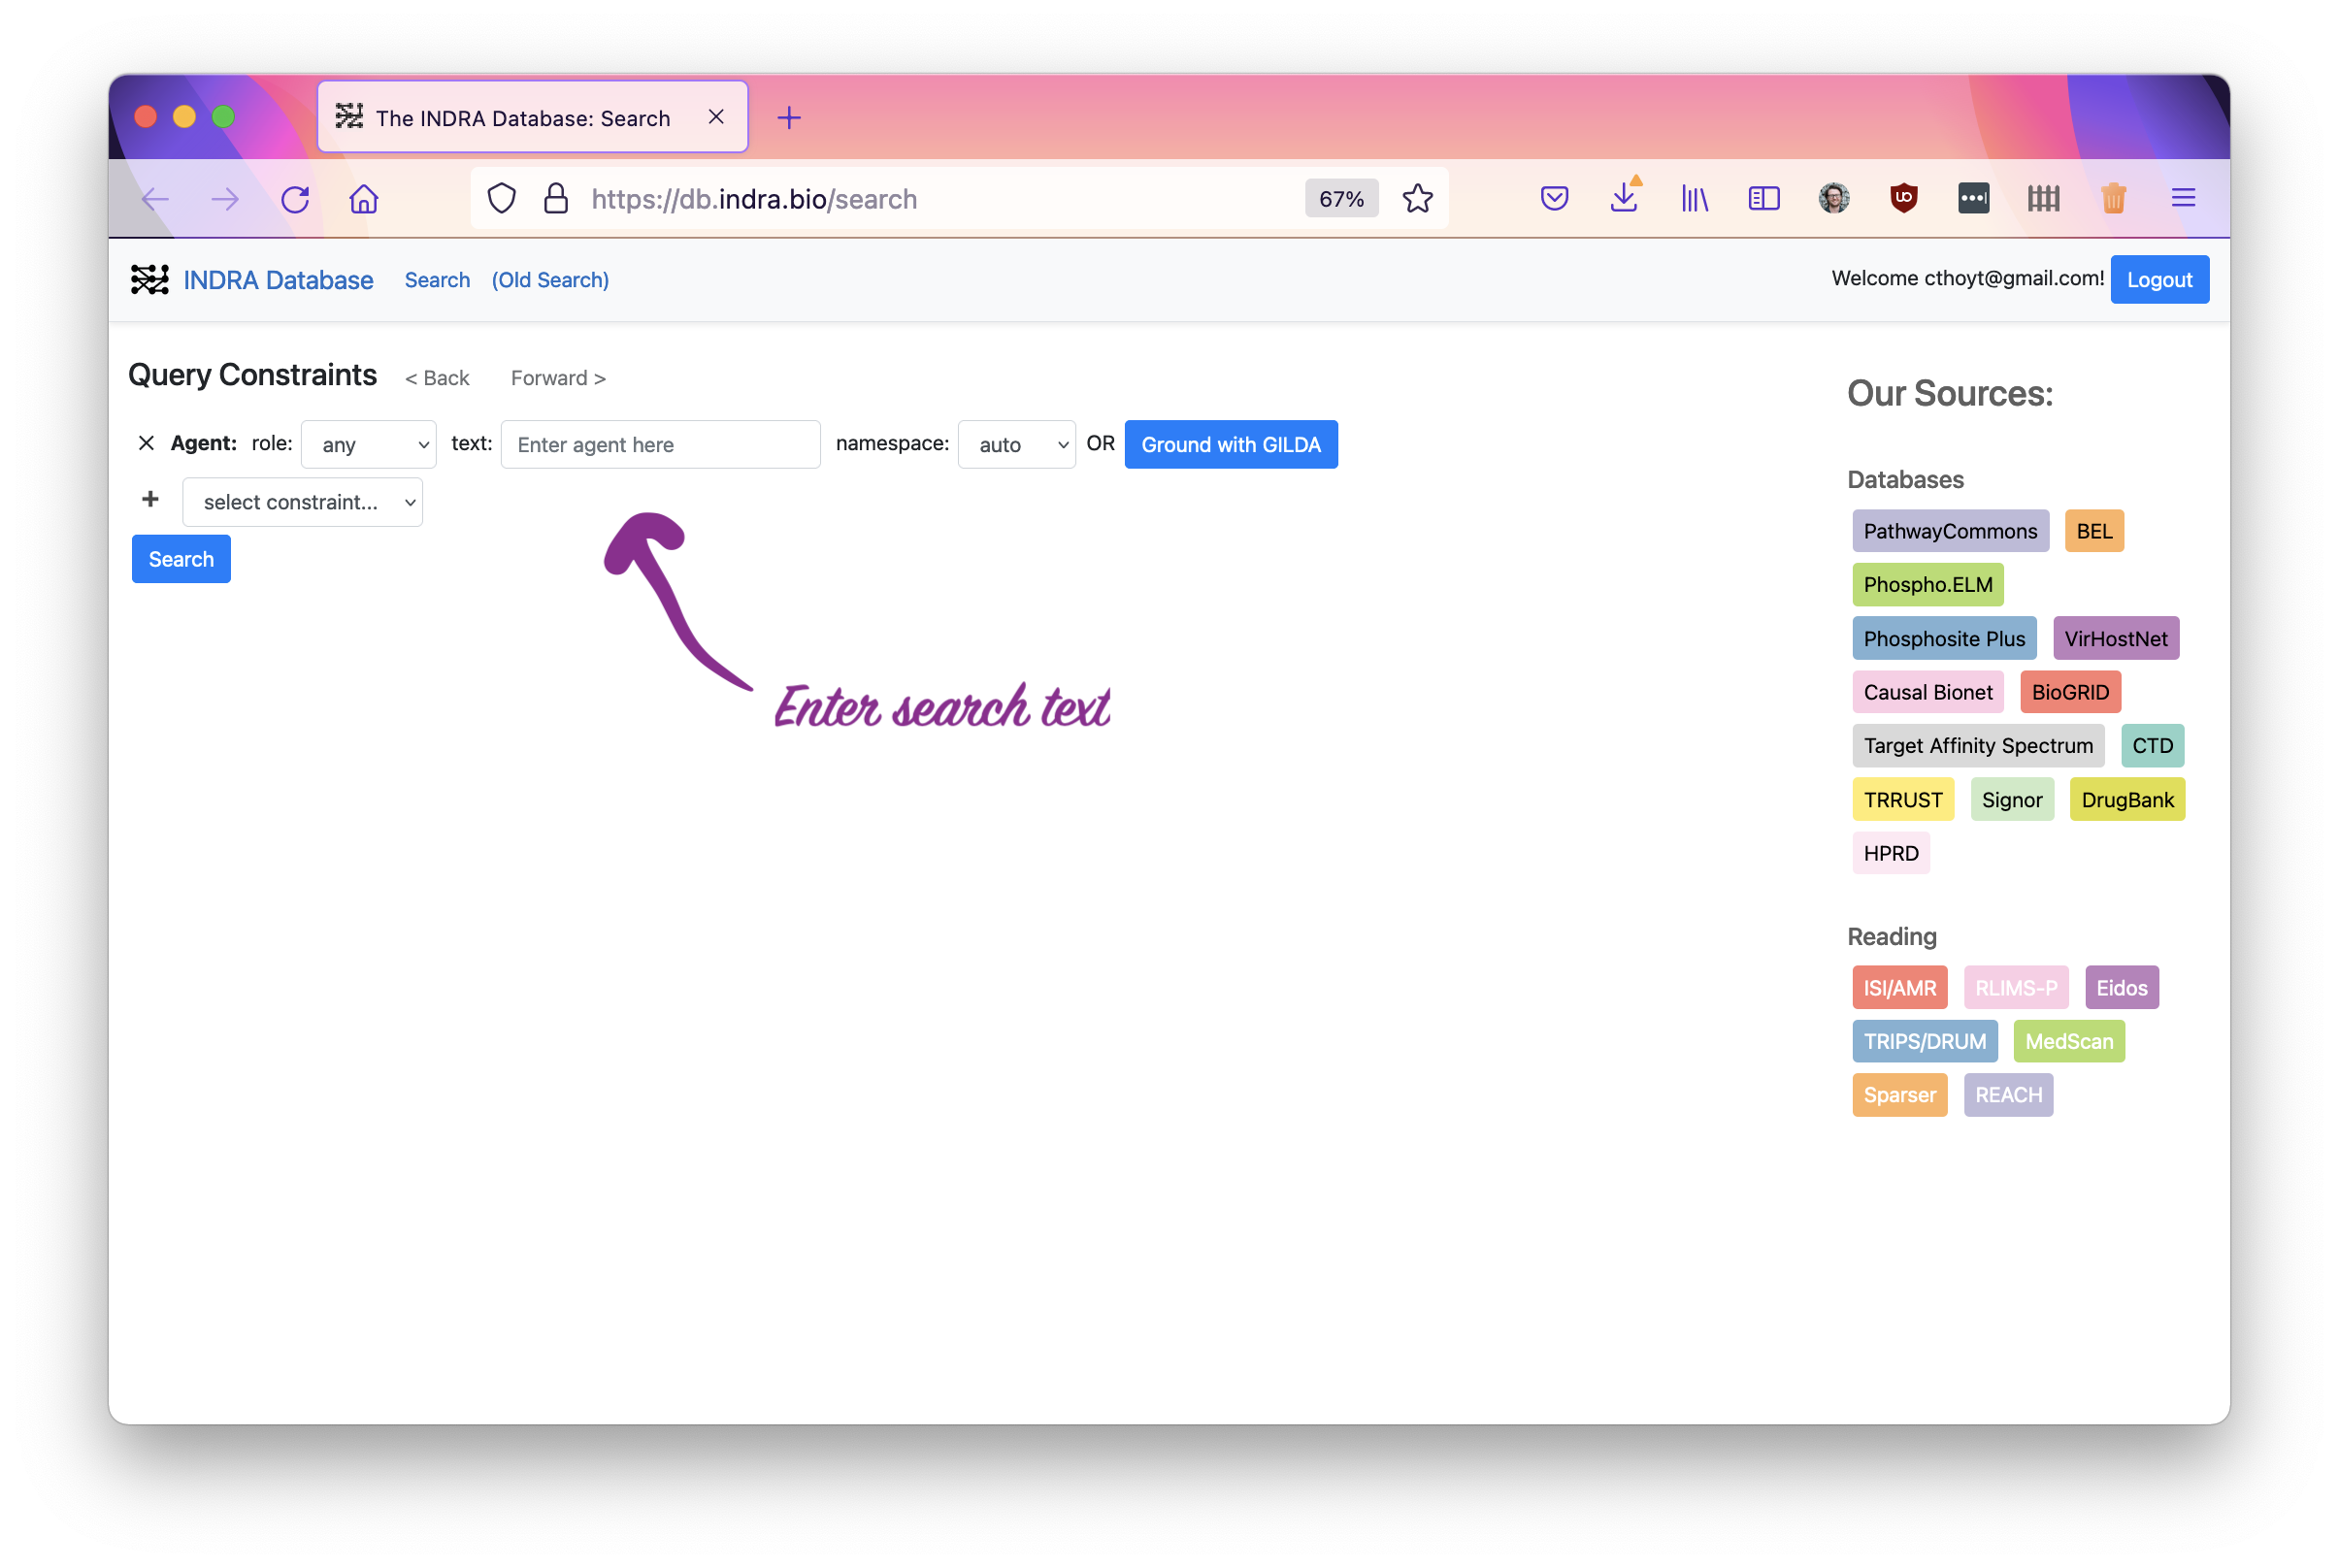 The INDRA Database: Search
https://db.indra.bio/search
67%
INDRA Database Search (Old Search)
Welcome cthoyt@gmail.com! Logout
Query Constraints < Back Forward >
Agent: role: any text: Enter agent here namespace: auto OR Ground with GILDA
select constraint...
Search
Enter search text
Our Sources:
Databases
PathwayCommons BEL
Phospho.ELM
Phosphosite Plus VirHostNet
Causal Bionet BioGRID
Target Affinity Spectrum CTD
TRRUST Signor DrugBank
HPRD
Reading
ISI/AMR RLIMS-P Eidos
TRIPS/DRUM MedScan
Sparser REACH